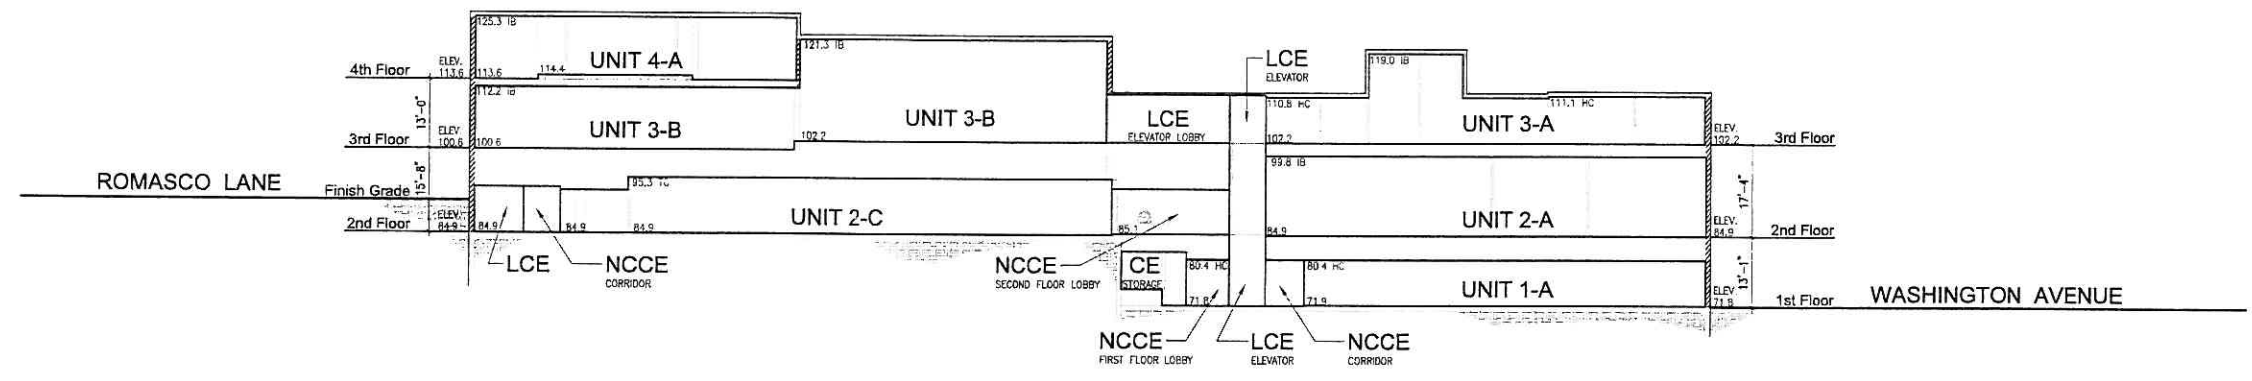 125.3 IB
UNIT 4-A
4th Floor
ELEV.
113.6
113.6
114.4
121.3 IB
LCE
ELEVATOR
119.0 IB
112.2 IB
13'-0"
UNIT 3-B
UNIT 3-B
102.2
LCE
ELEVATOR LOBBY
110.8 HC
111.1 HC
UNIT 3-A
102.2
3rd Floor
ELEV.
100.6
100.6
ELEV.
102.2
3rd Floor
ROMASCO LANE
Finish Grade
15'-8"
95.3 TC
99.8 IB
17'-4"
UNIT 2-C
UNIT 2-A
2nd Floor
ELEV.
84.9
84.9
84.9
84.9
85.1
84.9
ELEV.
84.9
2nd Floor
LCE
NCCE
CORRIDOR
NCCE
SECOND FLOOR LOBBY
CE
STORAGE
80.4 HC
80.4 HC
UNIT 1-A
13'-1"
71.8
71.9
ELEV
71.8
1st Floor
WASHINGTON AVENUE
NCCE
FIRST FLOOR LOBBY
LCE
ELEVATOR
NCCE
CORRIDOR